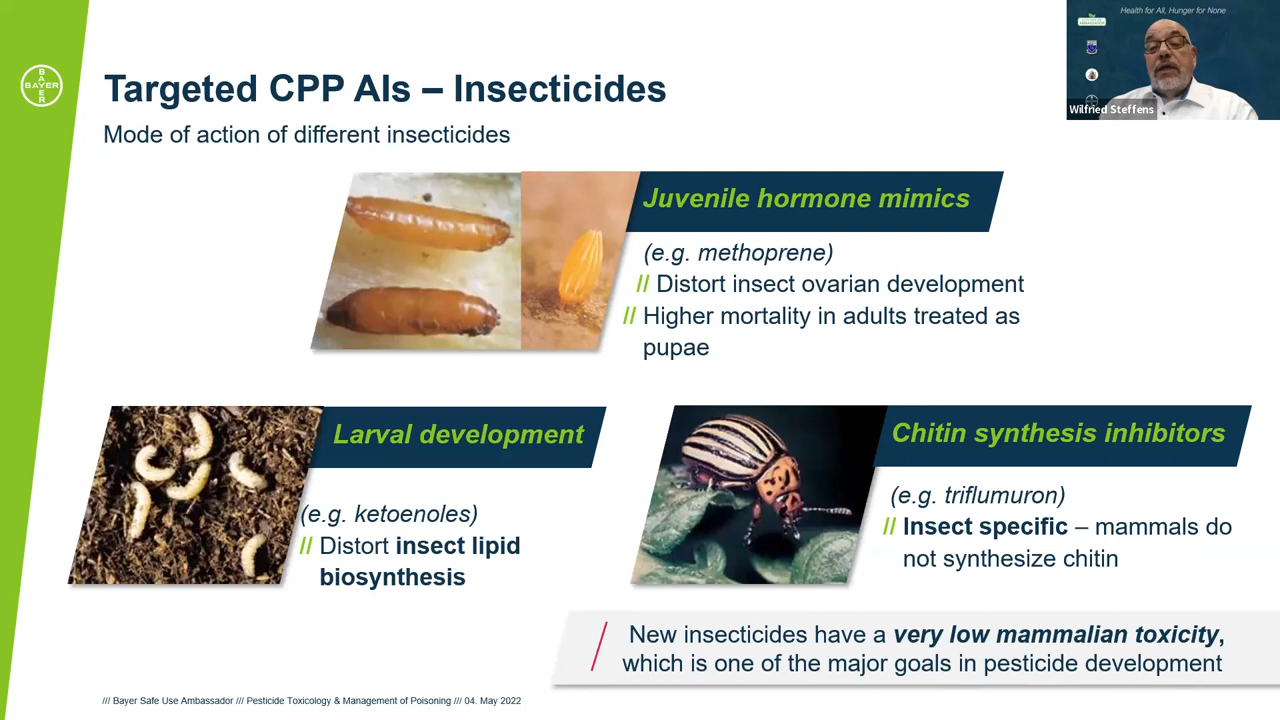 Health for All, Hunger for None
BAYER
BAYER
Targeted CPP AIs – Insecticides
Wilfried Steffens
Mode of action of different insecticides
Juvenile hormone mimics
(e.g. methoprene)
// Distort insect ovarian development
// Higher mortality in adults treated as
pupae
Larval development
(e.g. ketoenoles)
// Distort insect lipid
biosynthesis
Chitin synthesis inhibitors
(e.g. triflumuron)
// Insect specific – mammals do
not synthesize chitin
New insecticides have a very low mammalian toxicity,
which is one of the major goals in pesticide development
/// Bayer Safe Use Ambassador /// Pesticide Toxicology & Management of Poisoning /// 04. May 2022